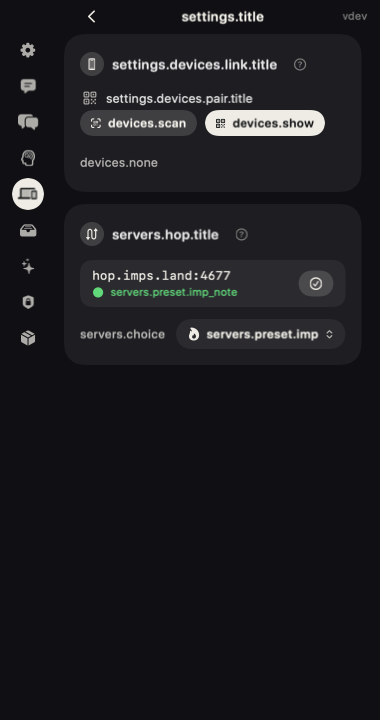 settings.title
vdev
settings.devices.link.title
settings.devices.pair.title
devices.scan
devices.show
devices.none
servers.hop.title
hop.imps.land:4677
servers.preset.imp_note
servers.choice
servers.preset.imp